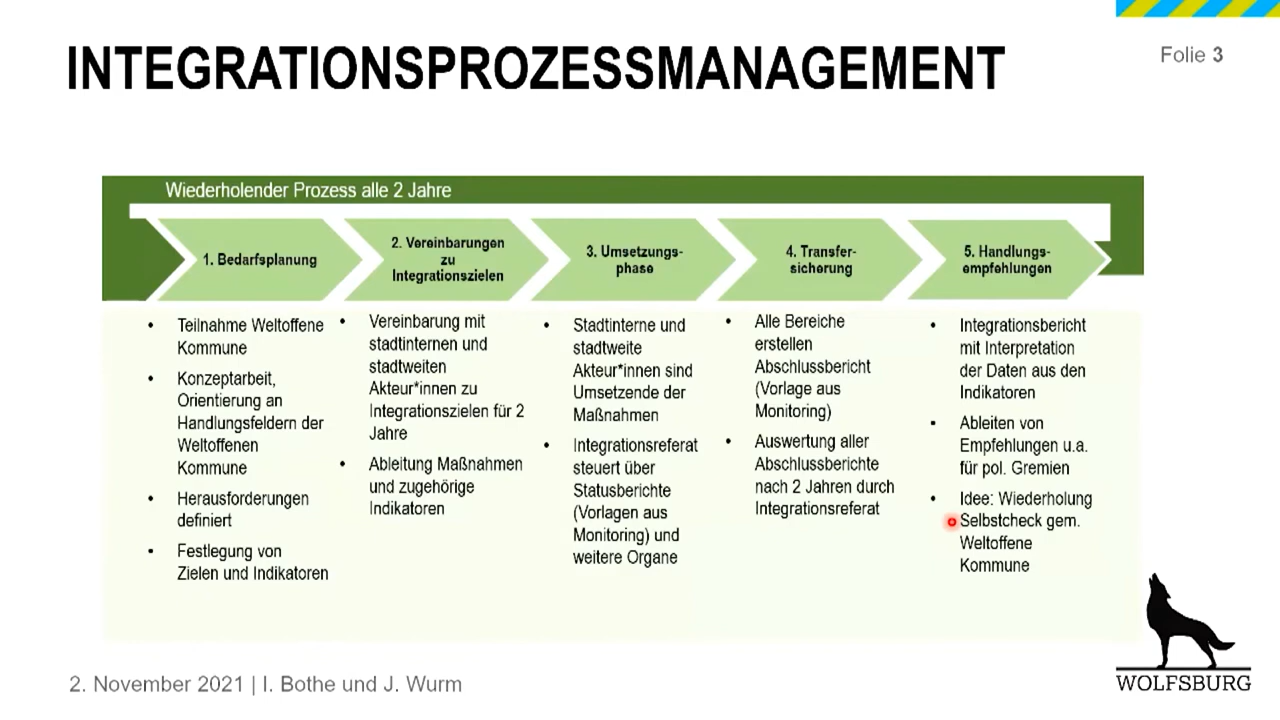 INTEGRATIONSPROZESSMANAGEMENT
Folie 3
Wiederholender Prozess alle 2 Jahre
1. Bedarfsplanung
2. Vereinbarungen
zu
Integrationszielen
3. Umsetzungs-
phase
4. Transfer-
sicherung
5. Handlungs-
empfehlungen
• Teilnahme Weltoffene
Kommune
• Konzeptarbeit,
Orientierung an
Handlungsfeldern der
Weltoffenen
Kommune
• Herausforderungen
definiert
• Festlegung von
Zielen und Indikatoren
• Vereinbarung mit
stadtinternen und
stadtweiten
Akteur*innen zu
Integrationszielen für 2
Jahre
• Ableitung Maßnahmen
und zugehörige
Indikatoren
• Stadtinterne und
stadtweite
Akteur*innen sind
Umsetzende der
Maßnahmen
• Integrationsreferat
steuert über
Statusberichte
(Vorlagen aus
Monitoring) und
weitere Organe
• Alle Bereiche
erstellen
Abschlussbericht
(Vorlage aus
Monitoring)
• Auswertung aller
Abschlussberichte
nach 2 Jahren durch
Integrationsreferat
• Integrationsbericht
mit Interpretation
der Daten aus den
Indikatoren
• Ableiten von
Empfehlungen u.a.
für pol. Gremien
• Idee: Wiederholung
Selbstcheck gem.
Weltoffene
Kommune
2. November 2021 | I. Bothe und J. Wurm
WOLFSBURG